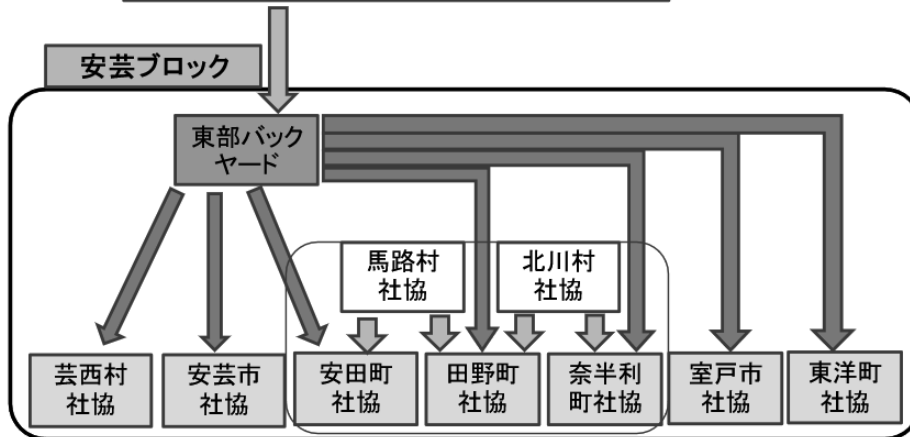 安芸ブロック
東部バック
ヤード
馬路村
社協
北川村
社協
芸西村
社協
安芸市
社協
安田町
社協
田野町
社協
奈半利
町社協
室戸市
社協
東洋町
社協